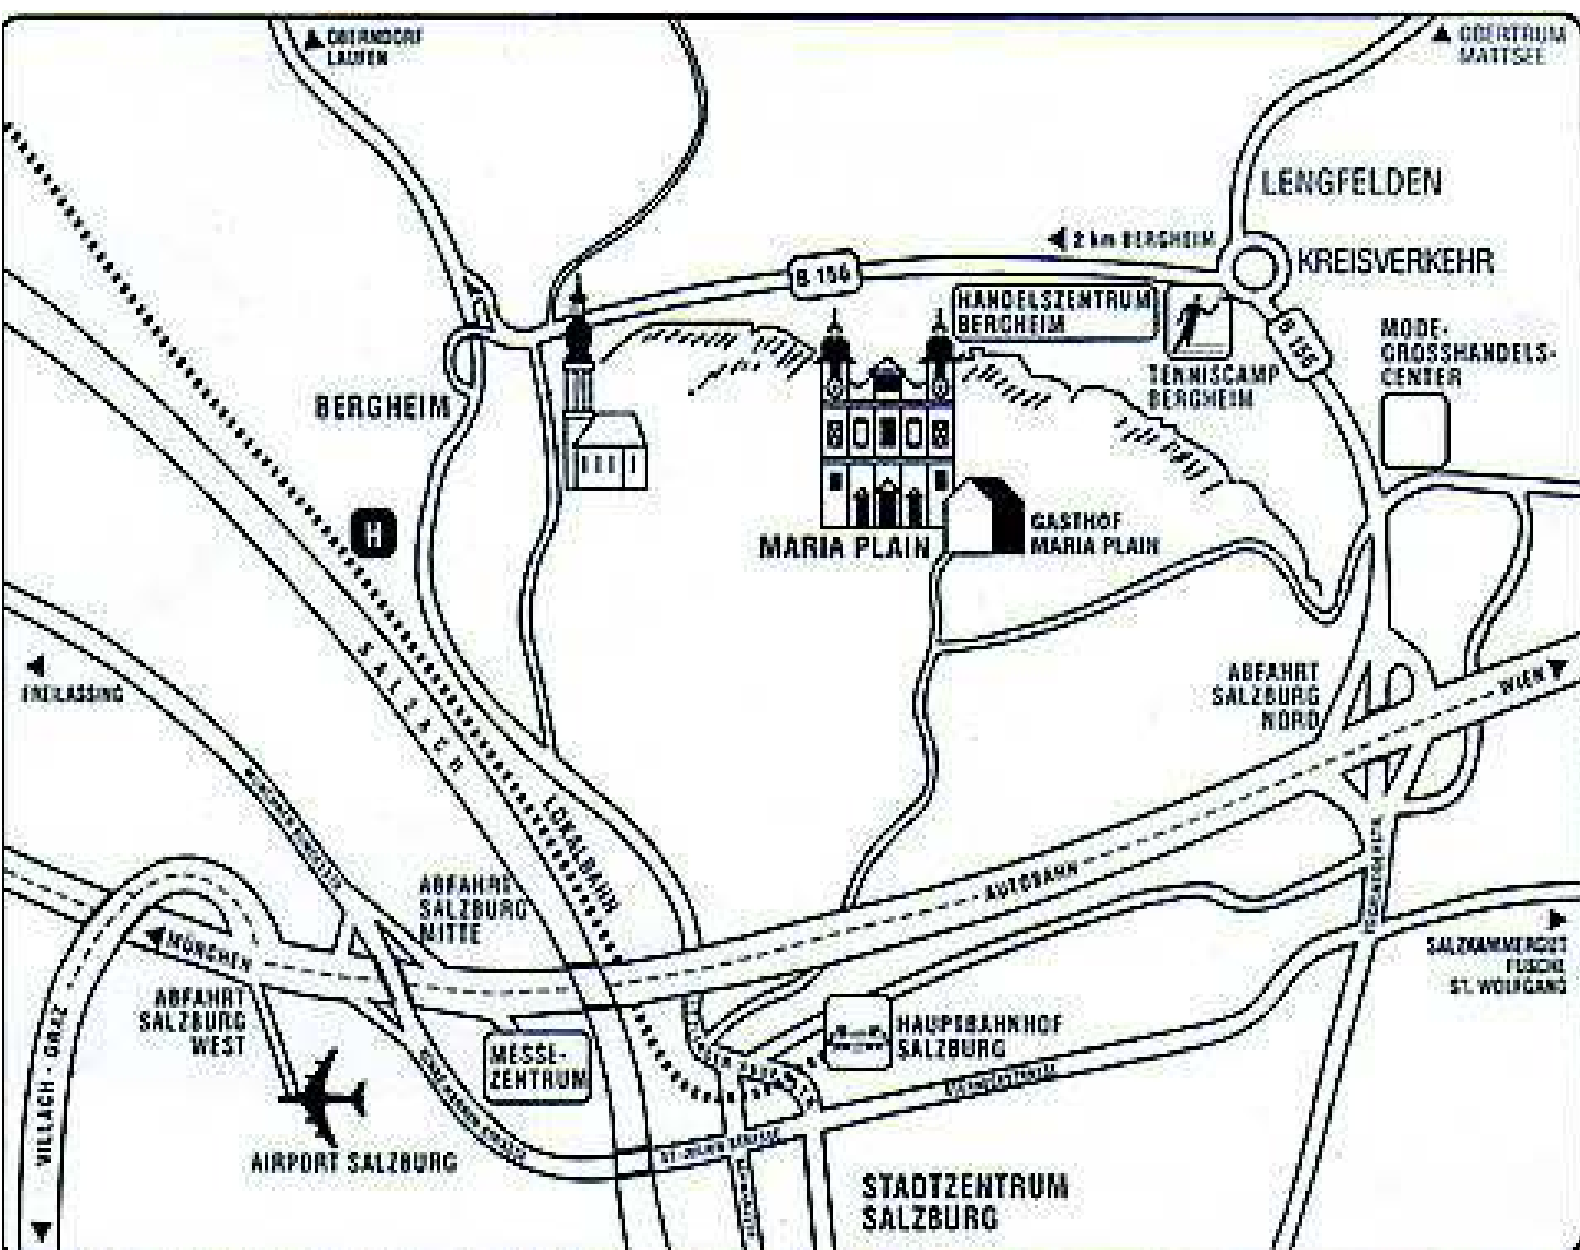 OBERNDORF
LAUFEN
OBERTRUM
MATTSEE
LENGFELDEN
2 km BERGHEIM
KREISVERKEHR
B 156
HANDELSZENTRUM
BERGHEIM
B 156
MODE-
GROSSHANDELS-
CENTER
TENNISCAMP
BERGHEIM
BERGHEIM
H
GASTHOF
MARIA PLAIN
MARIA PLAIN
SALZACH
FREILASSING
ABFAHRT
SALZBURG
NORD
WIEN
LOKALBAHN
AUTOBAHN
ABFAHRT
SALZBURG
MITTE
MÜNCHEN
SALZKAMMERGUT
FUSCHL
ST. WOLFGANG
ABFAHRT
SALZBURG
WEST
VILLACH - GRAZ
MESSE-
ZENTRUM
HAUPTBAHNHOF
SALZBURG
AIRPORT SALZBURG
STADTZENTRUM
SALZBURG